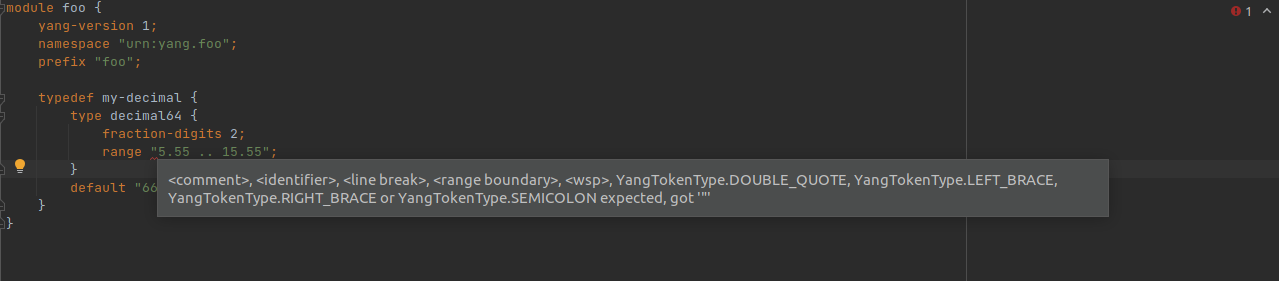 module foo {
1
yang-version 1;
namespace "urn:yang.foo";
prefix "foo";
typedef my-decimal {
type decimal64 {
fraction-digits 2;
range "5.55 .. 15.55";
}
<comment>, <identifier>, <line break>, <range boundary>, <wsp>, YangTokenType.DOUBLE_QUOTE, YangTokenType.LEFT_BRACE,
YangTokenType.RIGHT_BRACE or YangTokenType.SEMICOLON expected, got '"'
default "66
}
}